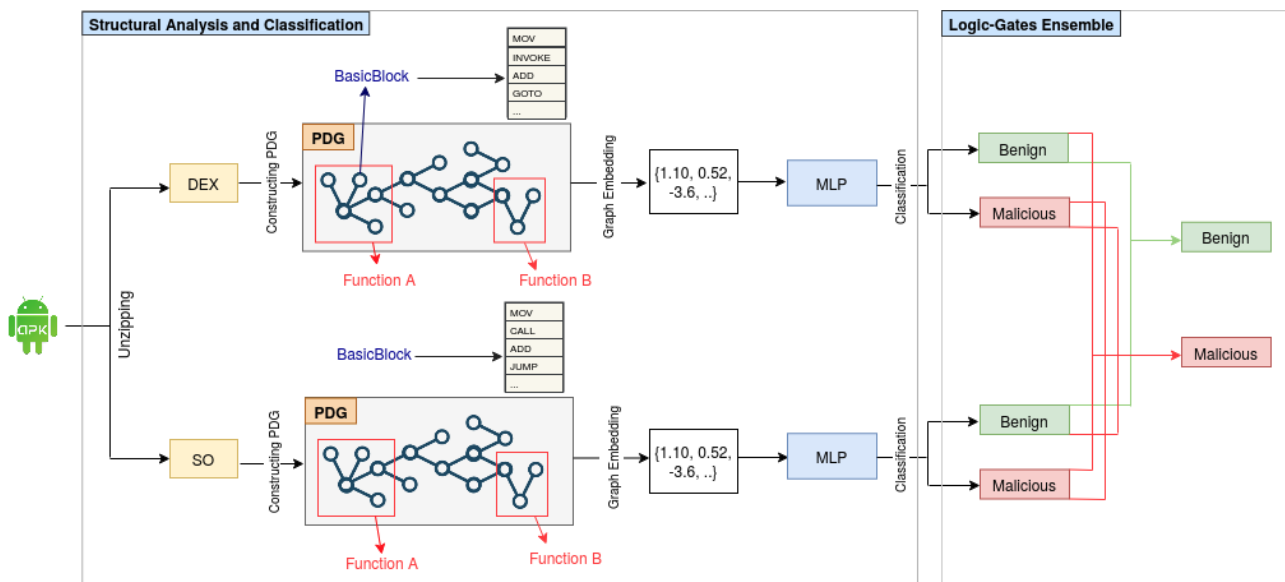 Structural Analysis and Classification
Logic-Gates Ensemble
MOV
INVOKE
ADD
GOTO
...
BasicBlock
PDG
DEX
Constructing PDG
Graph Embedding
{1.10, 0.52,
-3.6, ..}
MLP
Classification
Benign
Malicious
Function A
Function B
Benign
apk
Unzipping
MOV
CALL
ADD
JUMP
...
BasicBlock
Malicious
PDG
SO
Constructing PDG
Graph Embedding
{1.10, 0.52,
-3.6, ..}
MLP
Classification
Benign
Malicious
Function A
Function B